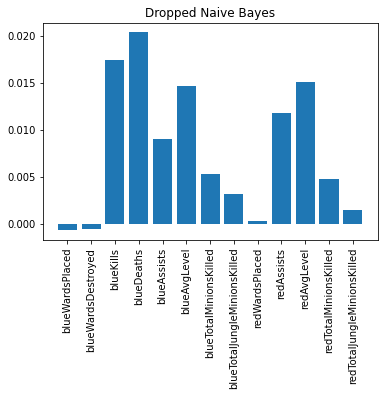 Dropped Naive Bayes
0.020
0.015
0.010
0.005
0.000
blueWardsPlaced
blueWardsDestroyed
blueKills
blueDeaths
blueAssists
blueAvgLevel
blueTotalMinionsKilled
blueTotalJungleMinionsKilled
redWardsPlaced
redAssists
redAvgLevel
redTotalMinionsKilled
redTotalJungleMinionsKilled